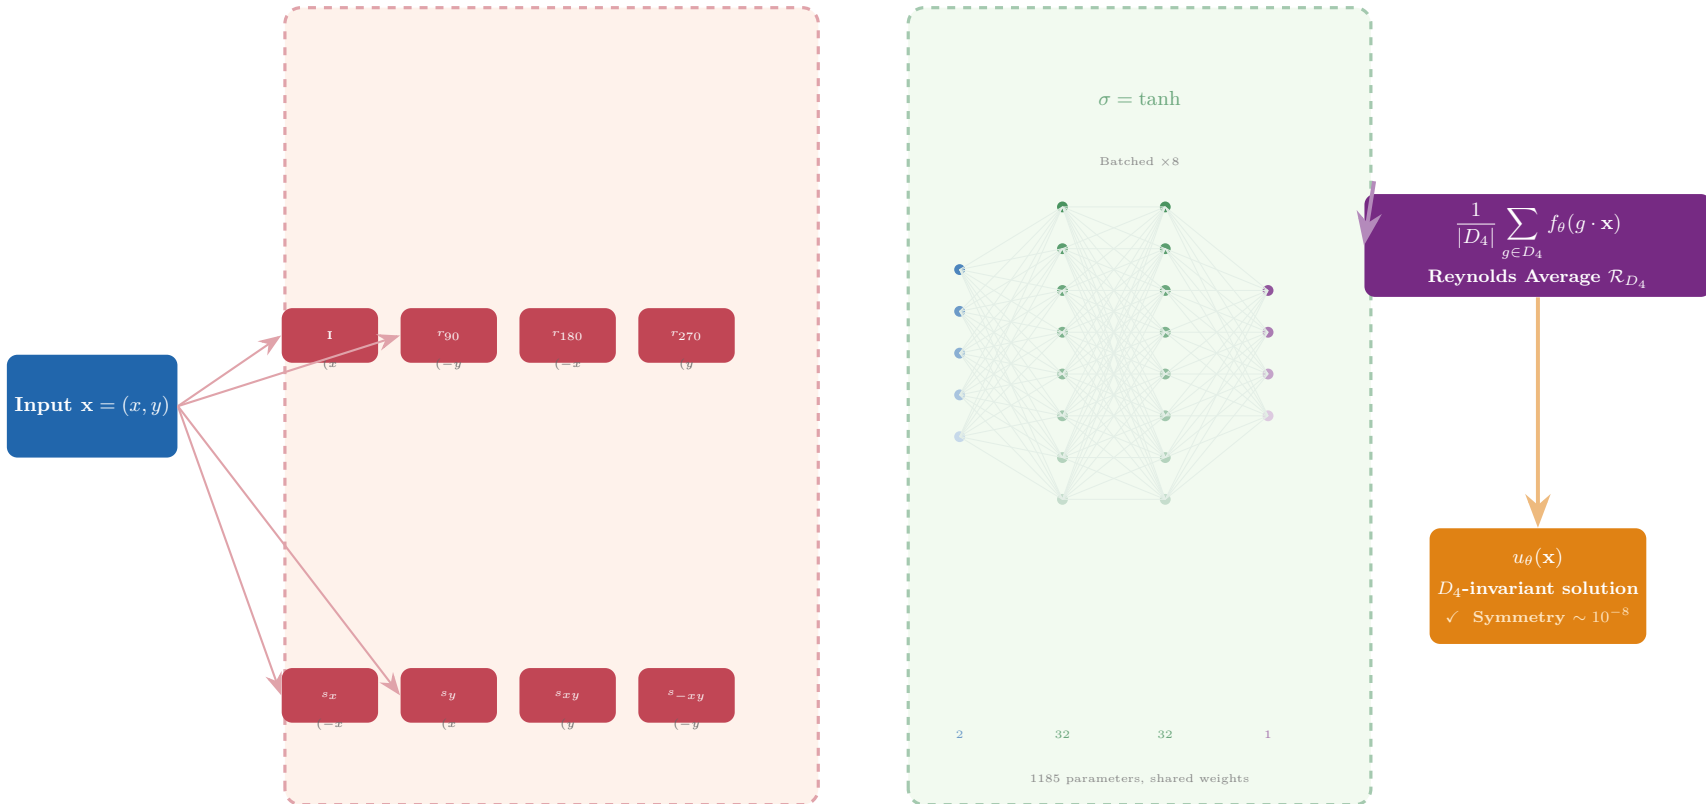 Input x = (x, y)
I
(x
r90
(−y
r180
(−x
r270
(y
sx
(−x
sy
(x
sxy
(y
s−xy
(−y
σ = tanh
Batched ×8
2 32 32 1
1185 parameters, shared weights
1/|D4| ∑g∈D4 fθ(g · x)
Reynolds Average RD4
uθ(x)
D4-invariant solution
✓ Symmetry ∼ 10−8